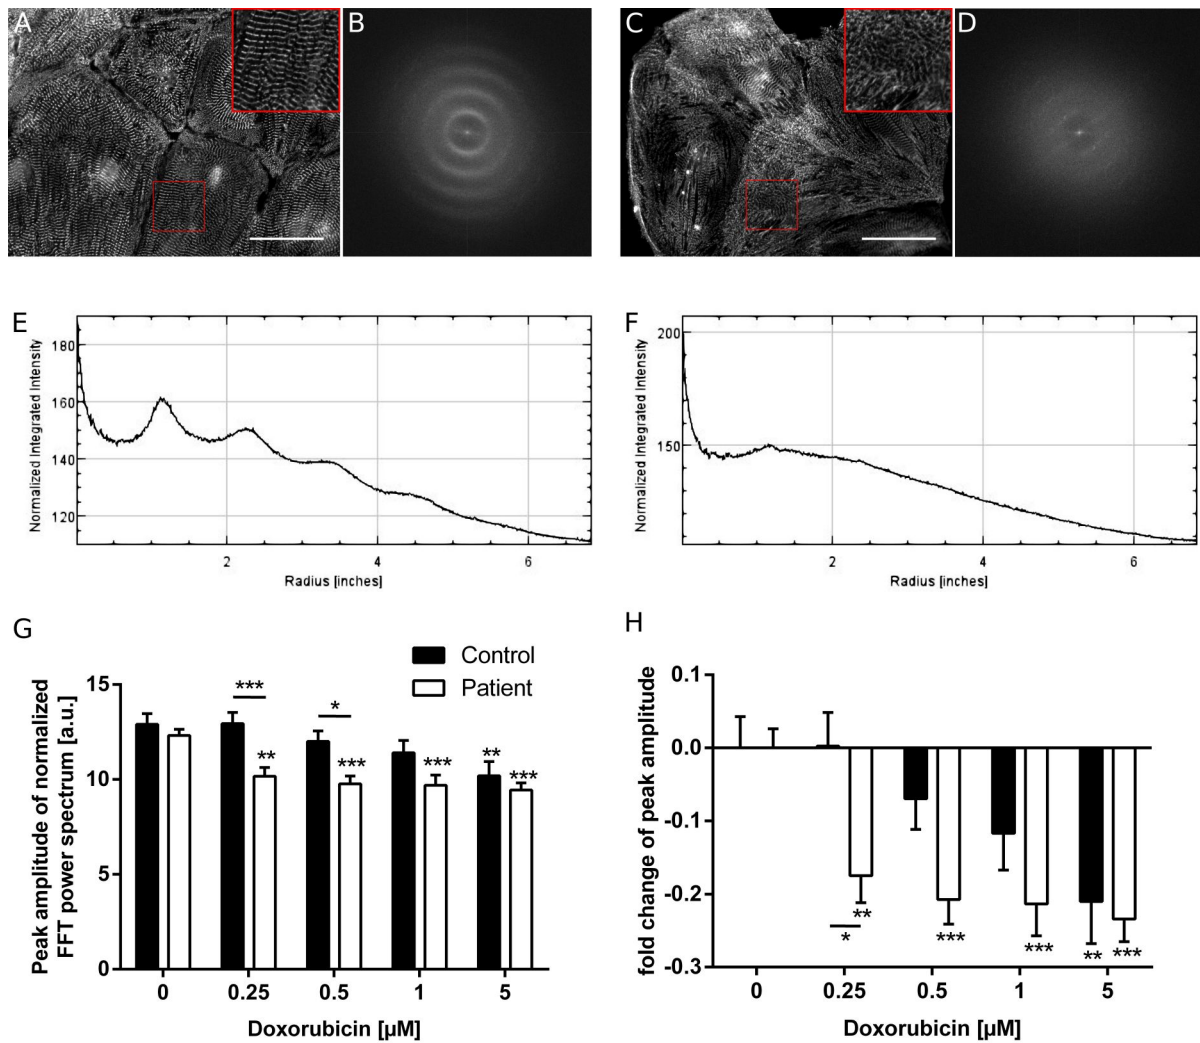 A
B
C
D
E
Normalized Integrated Intensity
180
160
140
120
2
4
6
Radius [inches]
F
Normalized Integrated Intensity
200
150
2
4
6
Radius [inches]
G
Control
Patient
Peak amplitude of normalized
FFT power spectrum [a.u.]
15
10
5
0
***
*
**
***
***
**
***
0
0.25
0.5
1
5
Doxorubicin [µM]
H
fold change of peak amplitude
0.1
0.0
-0.1
-0.2
-0.3
**
*
***
***
**
***
0
0.25
0.5
1
5
Doxorubicin [µM]